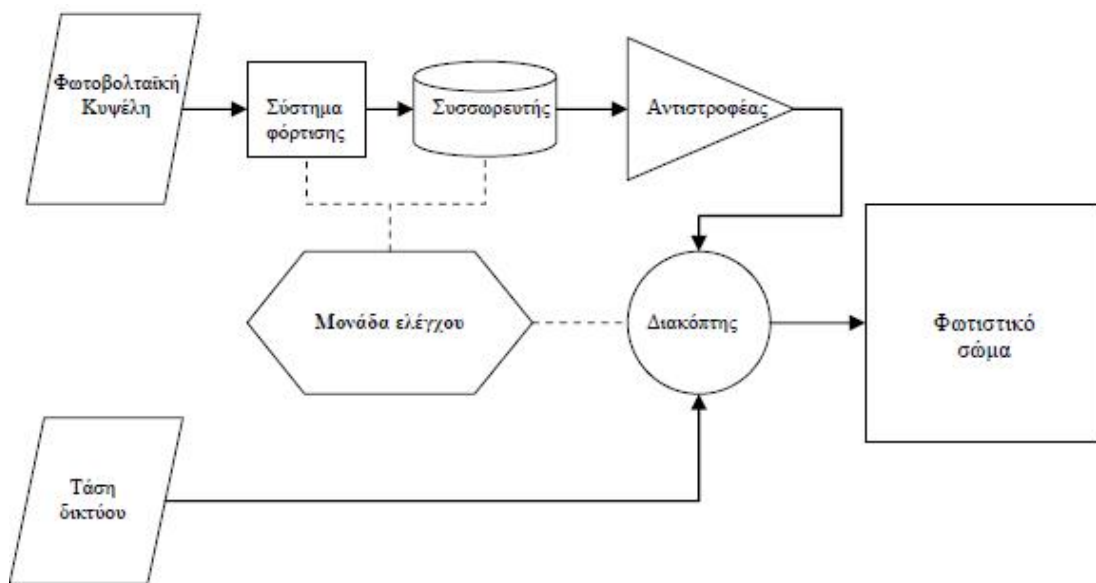 Φωτοβολταϊκή
Κυψέλη
Σύστημα
φόρτισης
Συσσωρευτής
Αντιστροφέας
Μονάδα ελέγχου
Διακόπτης
Φωτιστικό
σώμα
Τάση
δικτύου